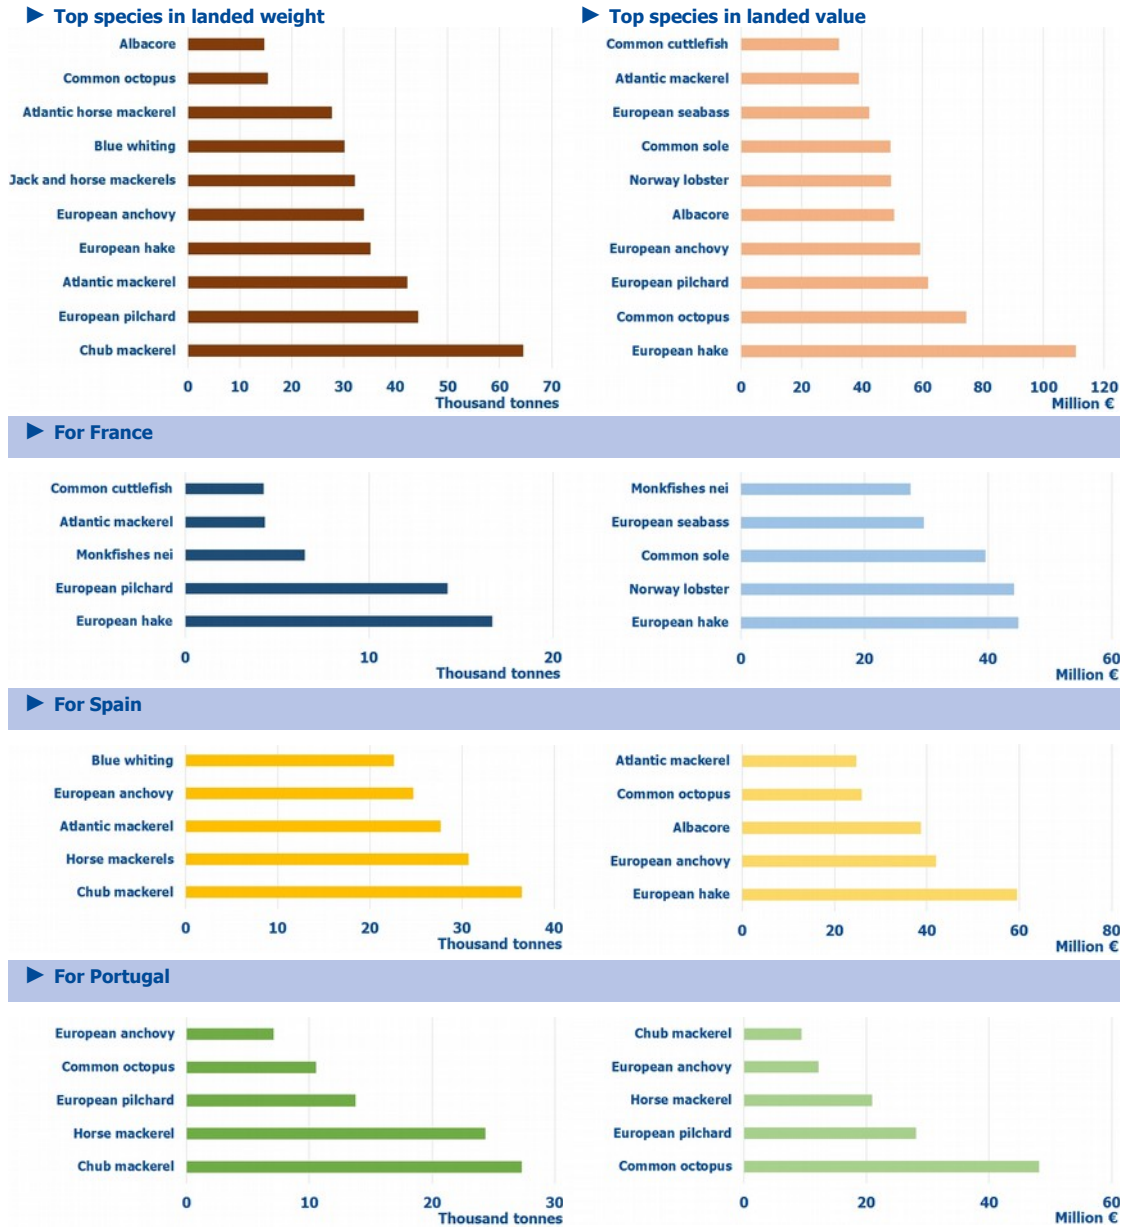 ► Top species in landed weight
Albacore
Common octopus
Atlantic horse mackerel
Blue whiting
Jack and horse mackerels
European anchovy
European hake
Atlantic mackerel
European pilchard
Chub mackerel
0 10 20 30 40 50 60 70
Thousand tonnes
► Top species in landed value
Common cuttlefish
Atlantic mackerel
European seabass
Common sole
Norway lobster
Albacore
European anchovy
European pilchard
Common octopus
European hake
0 20 40 60 80 100 120
Million €
► For France
Common cuttlefish
Atlantic mackerel
Monkfishes nei
European pilchard
European hake
0 10 20
Thousand tonnes
Monkfishes nei
European seabass
Common sole
Norway lobster
European hake
0 20 40 60
Million €
► For Spain
Blue whiting
European anchovy
Atlantic mackerel
Horse mackerels
Chub mackerel
0 10 20 30 40
Thousand tonnes
Atlantic mackerel
Common octopus
Albacore
European anchovy
European hake
0 20 40 60 80
Million €
► For Portugal
European anchovy
Common octopus
European pilchard
Horse mackerel
Chub mackerel
0 10 20 30
Thousand tonnes
Chub mackerel
European anchovy
Horse mackerel
European pilchard
Common octopus
0 20 40 60
Million €